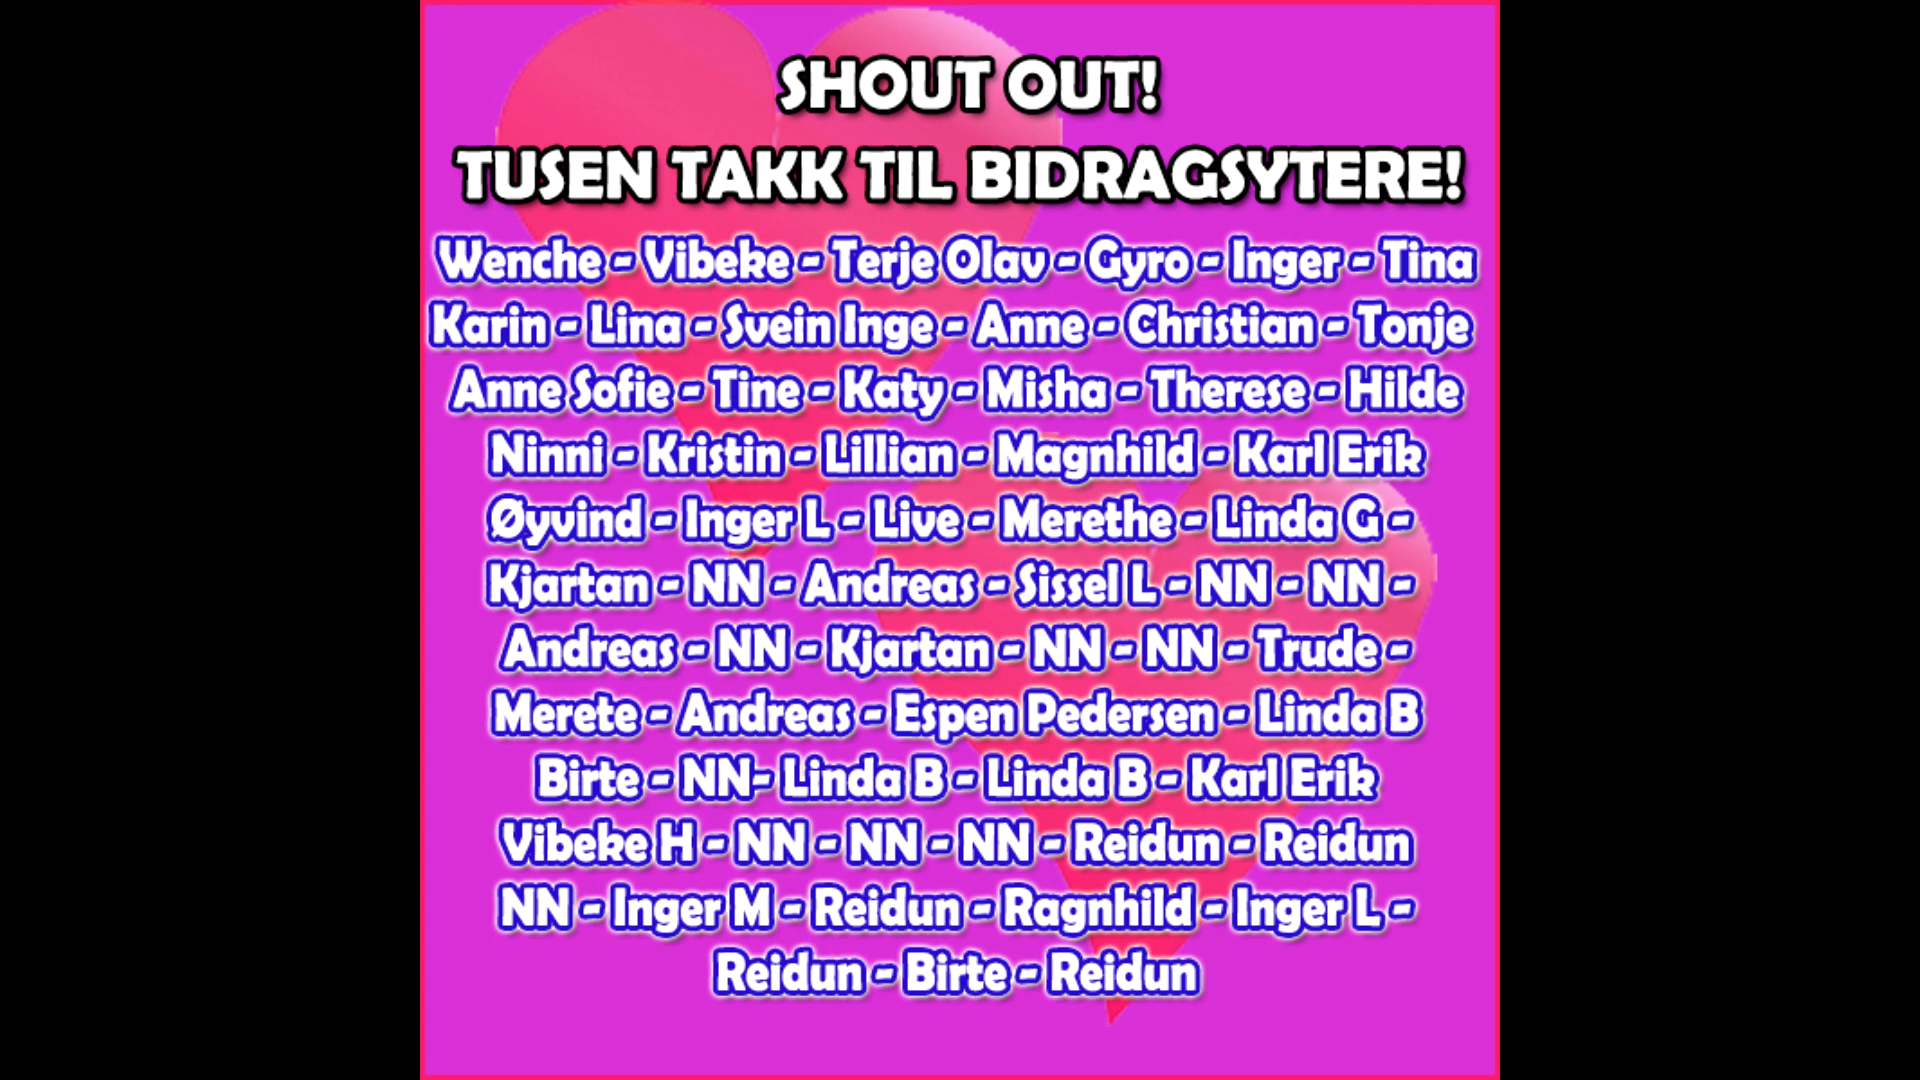 SHOUT OUT!
TUSEN TAKK TIL BIDRAGSYTERE!
Wenche - Vibeke - Terje Olav - Gyro - Inger - Tina
Karin - Lina - Svein Inge - Anne - Christian - Tonje
Anne Sofie - Tine - Katy - Misha - Therese - Hilde
Ninni - Kristin - Lillian - Magnhild - Karl Erik
Øyvind - Inger L - Live - Merethe - Linda G -
Kjartan - NN - Andreas - Sissel L - NN - NN -
Andreas - NN - Kjartan - NN - NN - Trude -
Merete - Andreas - Espen Pedersen - Linda B
Birte - NN- Linda B - Linda B - Karl Erik
Vibeke H - NN - NN - NN - Reidun - Reidun
NN - Inger M - Reidun - Ragnhild - Inger L -
Reidun - Birte - Reidun